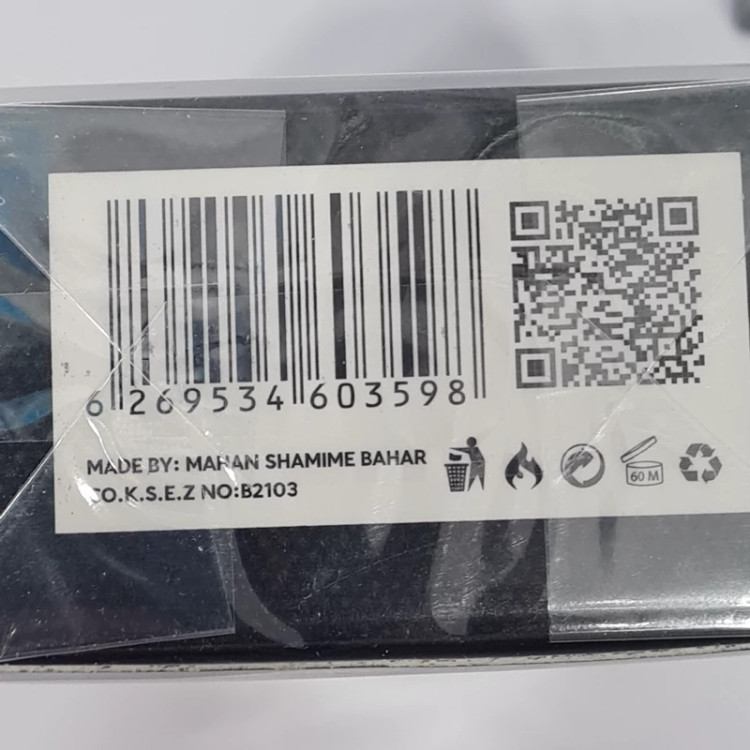 6 269534 603598
MADE BY: MAHAN SHAMIME BAHAR
CO.K.S.E.Z NO:B2103
60 M